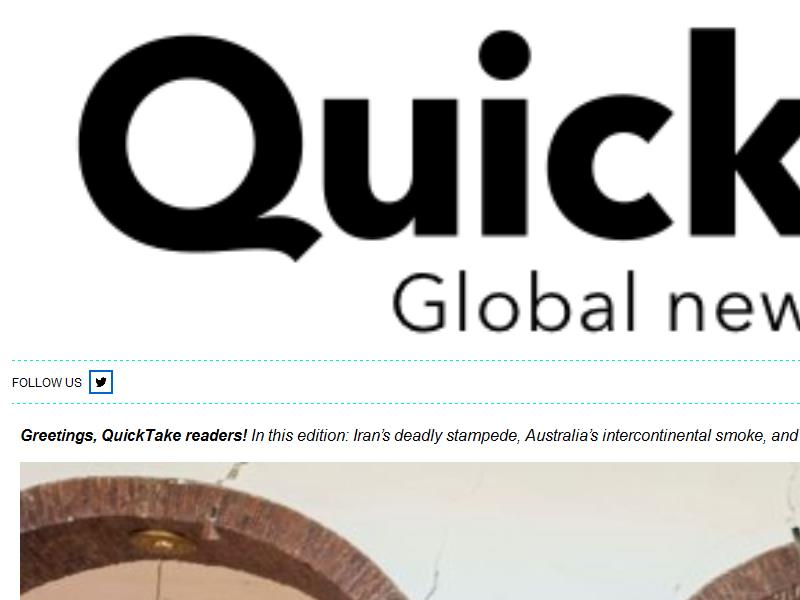 Quick
Global new
FOLLOW US
Greetings, QuickTake readers! In this edition: Iran's deadly stampede, Australia's intercontinental smoke, and